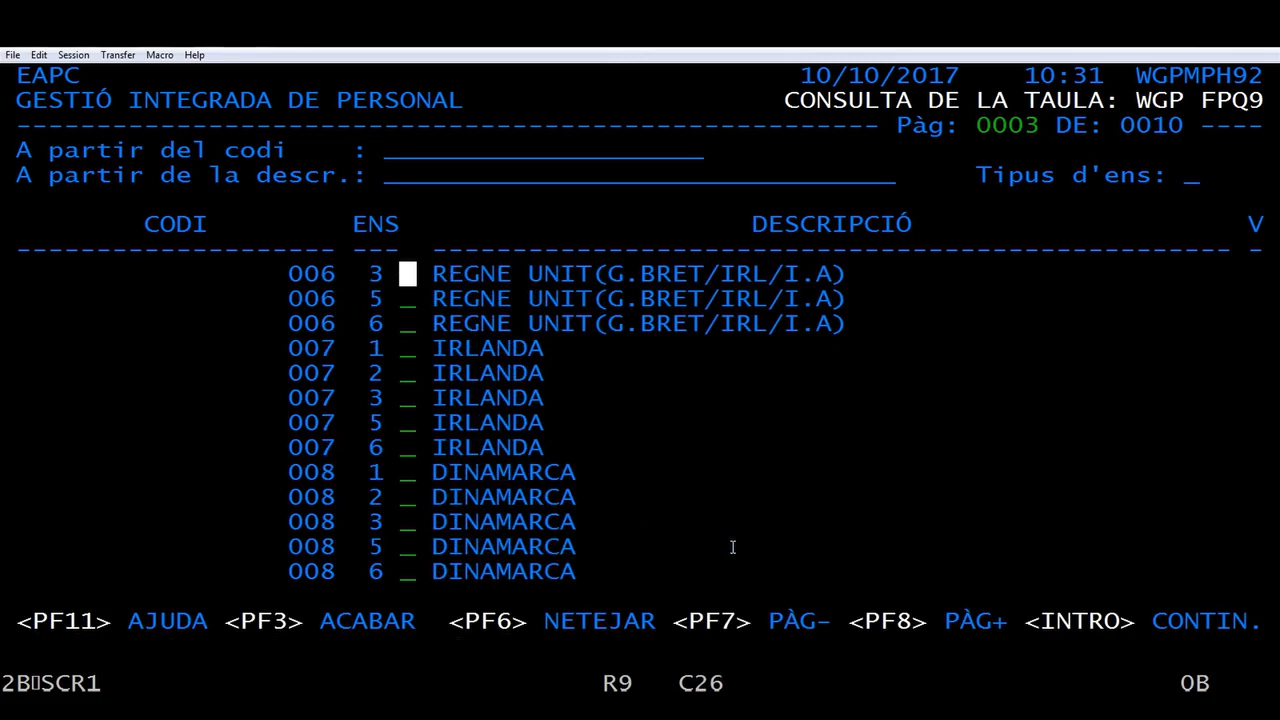 File Edit Session Transfer Macro Help
EAPC 10/10/2017 10:31 WGPMPH92
GESTIÓ INTEGRADA DE PERSONAL CONSULTA DE LA TAULA: WGP FPQ9
------------------------------------------------------ Pàg: 0003 DE: 0010 ----
A partir del codi : ____________________
A partir de la descr.: ________________________________ Tipus d'ens: _
CODI ENS DESCRIPCIÓ V
-------------------- --- -------------------------------------------------- -
006 3 REGNE UNIT(G.BRET/IRL/I.A)
006 5 _ REGNE UNIT(G.BRET/IRL/I.A)
006 6 _ REGNE UNIT(G.BRET/IRL/I.A)
007 1 _ IRLANDA
007 2 _ IRLANDA
007 3 _ IRLANDA
007 5 _ IRLANDA
007 6 _ IRLANDA
008 1 _ DINAMARCA
008 2 _ DINAMARCA
008 3 _ DINAMARCA
008 5 _ DINAMARCA
008 6 _ DINAMARCA
<PF11> AJUDA <PF3> ACABAR <PF6> NETEJAR <PF7> PÀG- <PF8> PÀG+ <INTRO> CONTIN.
2B▯SCR1 R9 C26 0B